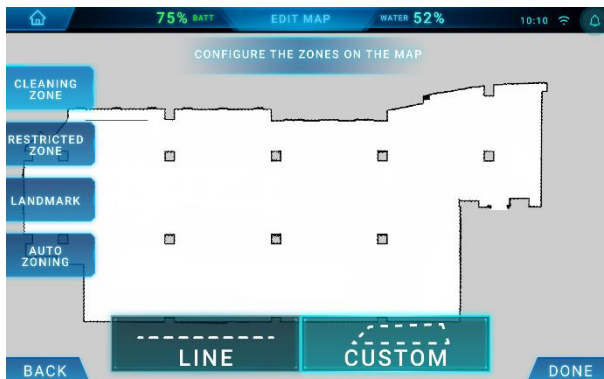 75% BATT EDIT MAP WATER 52% 10:10
CONFIGURE THE ZONES ON THE MAP
CLEANING
ZONE
RESTRICTED
ZONE
LANDMARK
AUTO
ZONING
LINE CUSTOM
BACK DONE